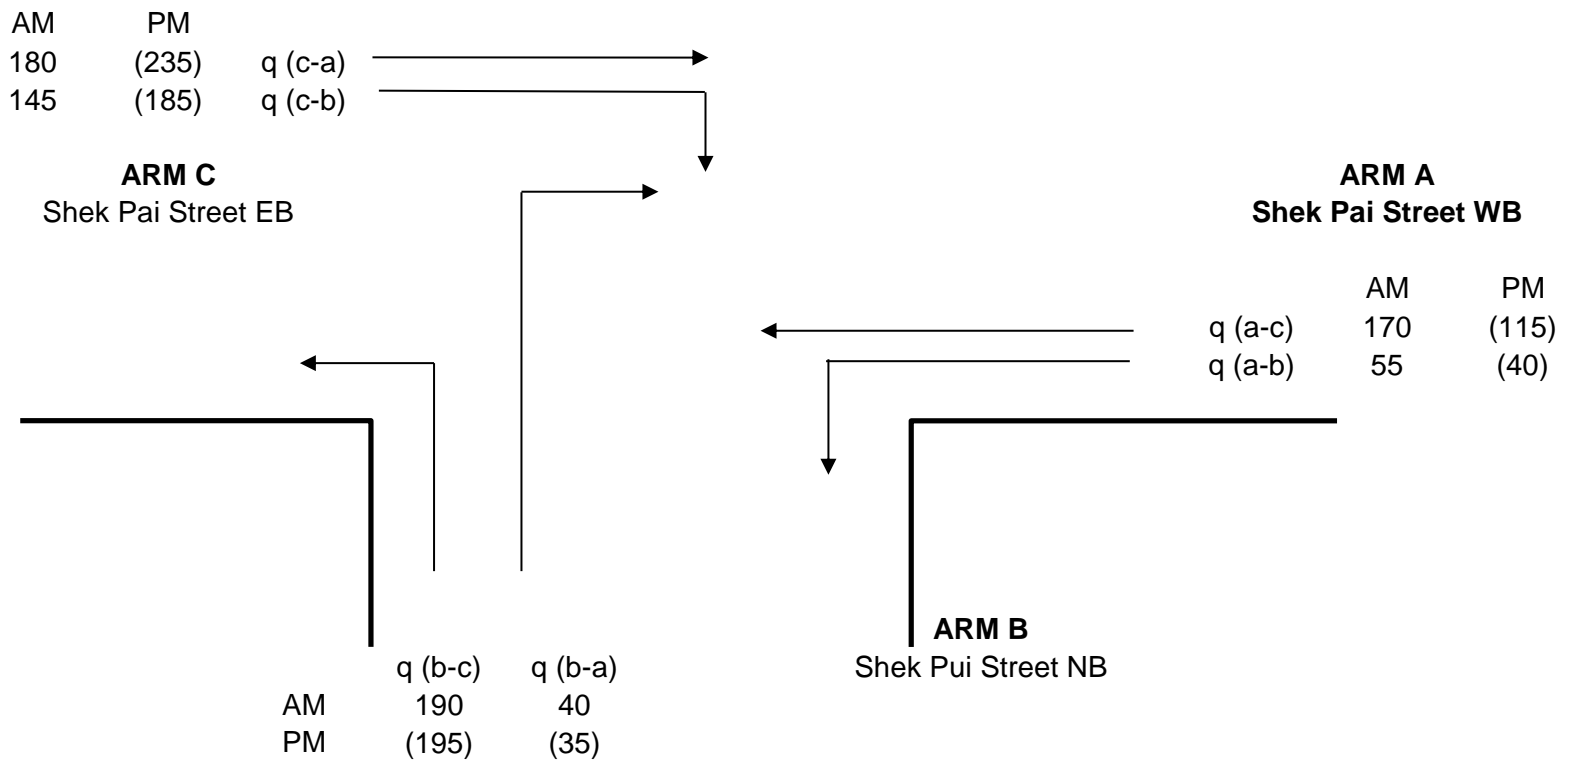 AM PM
180 (235) q (c-a)
145 (185) q (c-b)
ARM C
Shek Pai Street EB
ARM A
Shek Pai Street WB
AM PM
q (a-c) 170 (115)
q (a-b) 55 (40)
ARM B
Shek Pui Street NB
q (b-c) q (b-a)
AM 190 40
PM (195) (35)